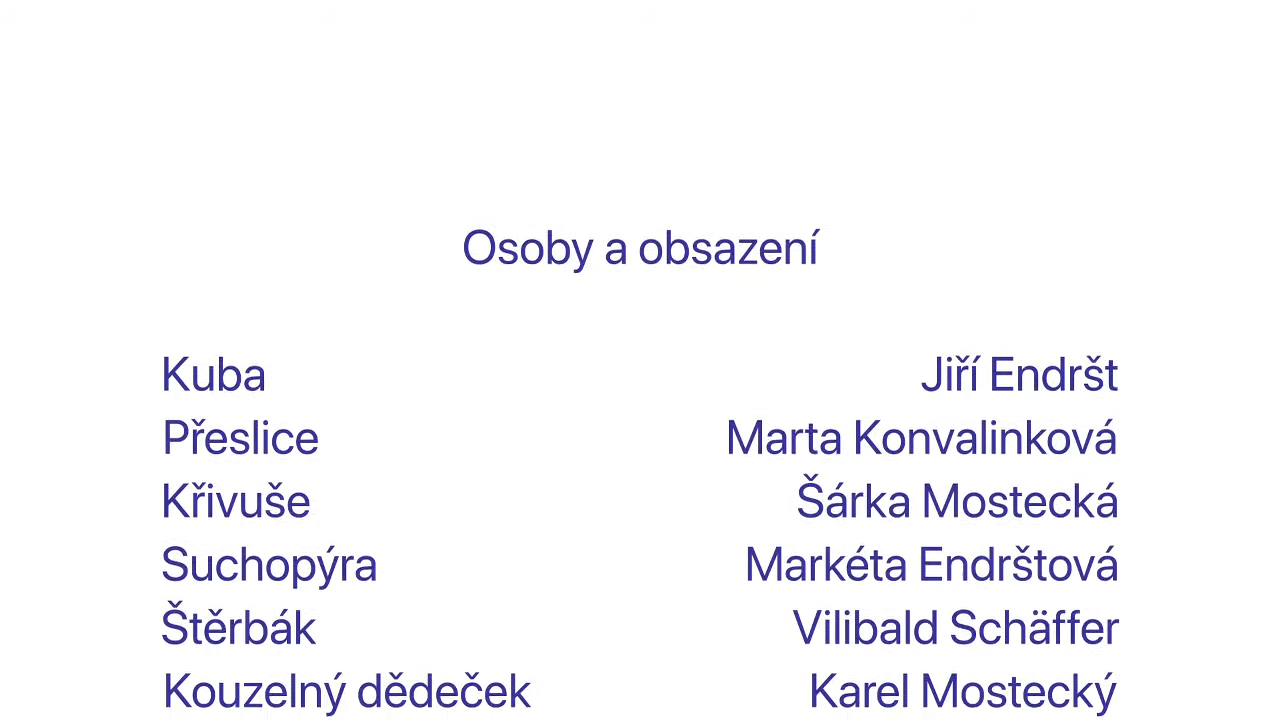 Osoby a obsazení
Kuba Jiří Endršt
Přeslice Marta Konvalinková
Křivuše Šárka Mostecká
Suchopýra Markéta Endrštová
Štěrbák Vilibald Schäffer
Kouzelný dědeček Karel Mostecký